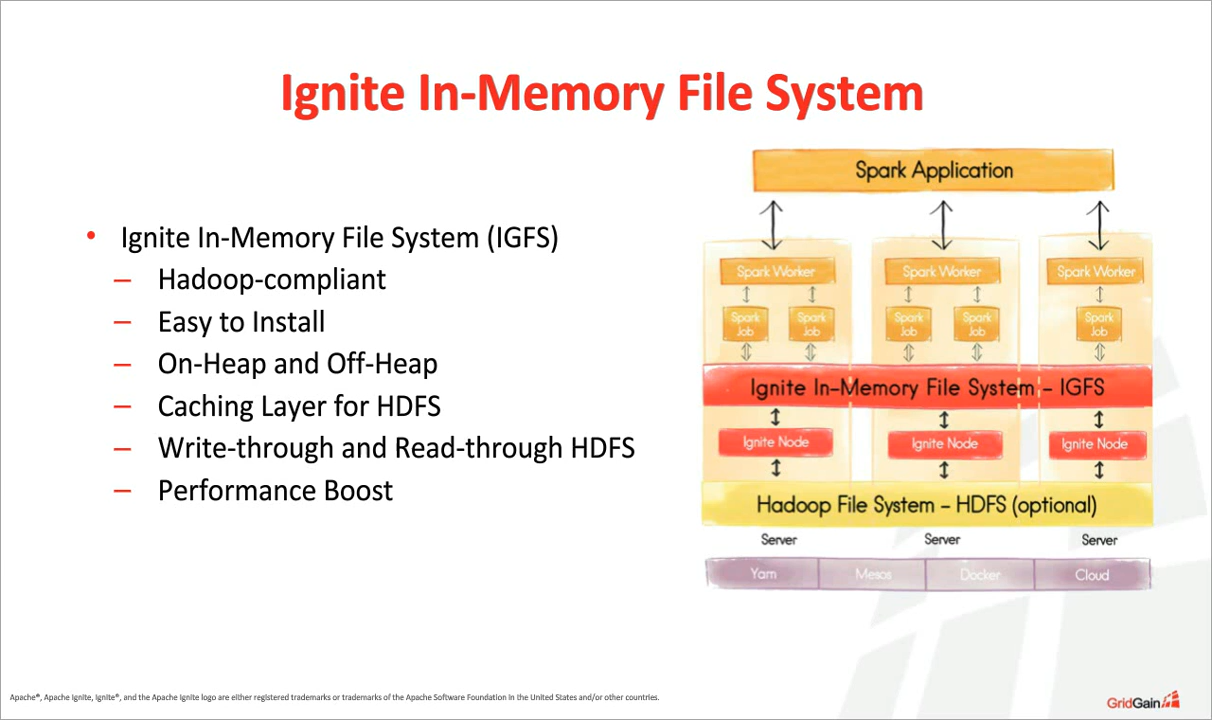 Ignite In-Memory File System
• Ignite In-Memory File System (IGFS)
– Hadoop-compliant
– Easy to Install
– On-Heap and Off-Heap
– Caching Layer for HDFS
– Write-through and Read-through HDFS
– Performance Boost
Spark Application
Spark Worker Spark Worker Spark Worker
Spark Spark Spark Spark Spark
Job Job Job Job Job
Ignite In-Memory File System - IGFS
Ignite Node Ignite Node Ignite Node
Hadoop File System - HDFS (optional)
Server Server Server
Yarn Mesos Docker Cloud
Apache®, Apache Ignite, Ignite®, and the Apache Ignite logo are either registered trademarks or trademarks of the Apache Software Foundation in the United States and/or other countries.
GridGain